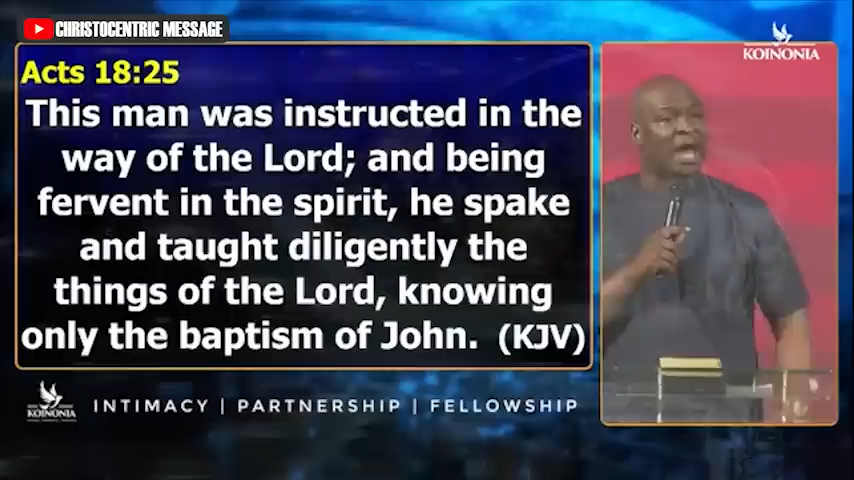 CHRISTOCENTRIC MESSAGE
KOINONIA
Acts 18:25
This man was instructed in the
way of the Lord; and being
fervent in the spirit, he spake
and taught diligently the
things of the Lord, knowing
only the baptism of John. (KJV)
KOINONIA
INTIMACY | PARTNERSHIP | FELLOWSHIP